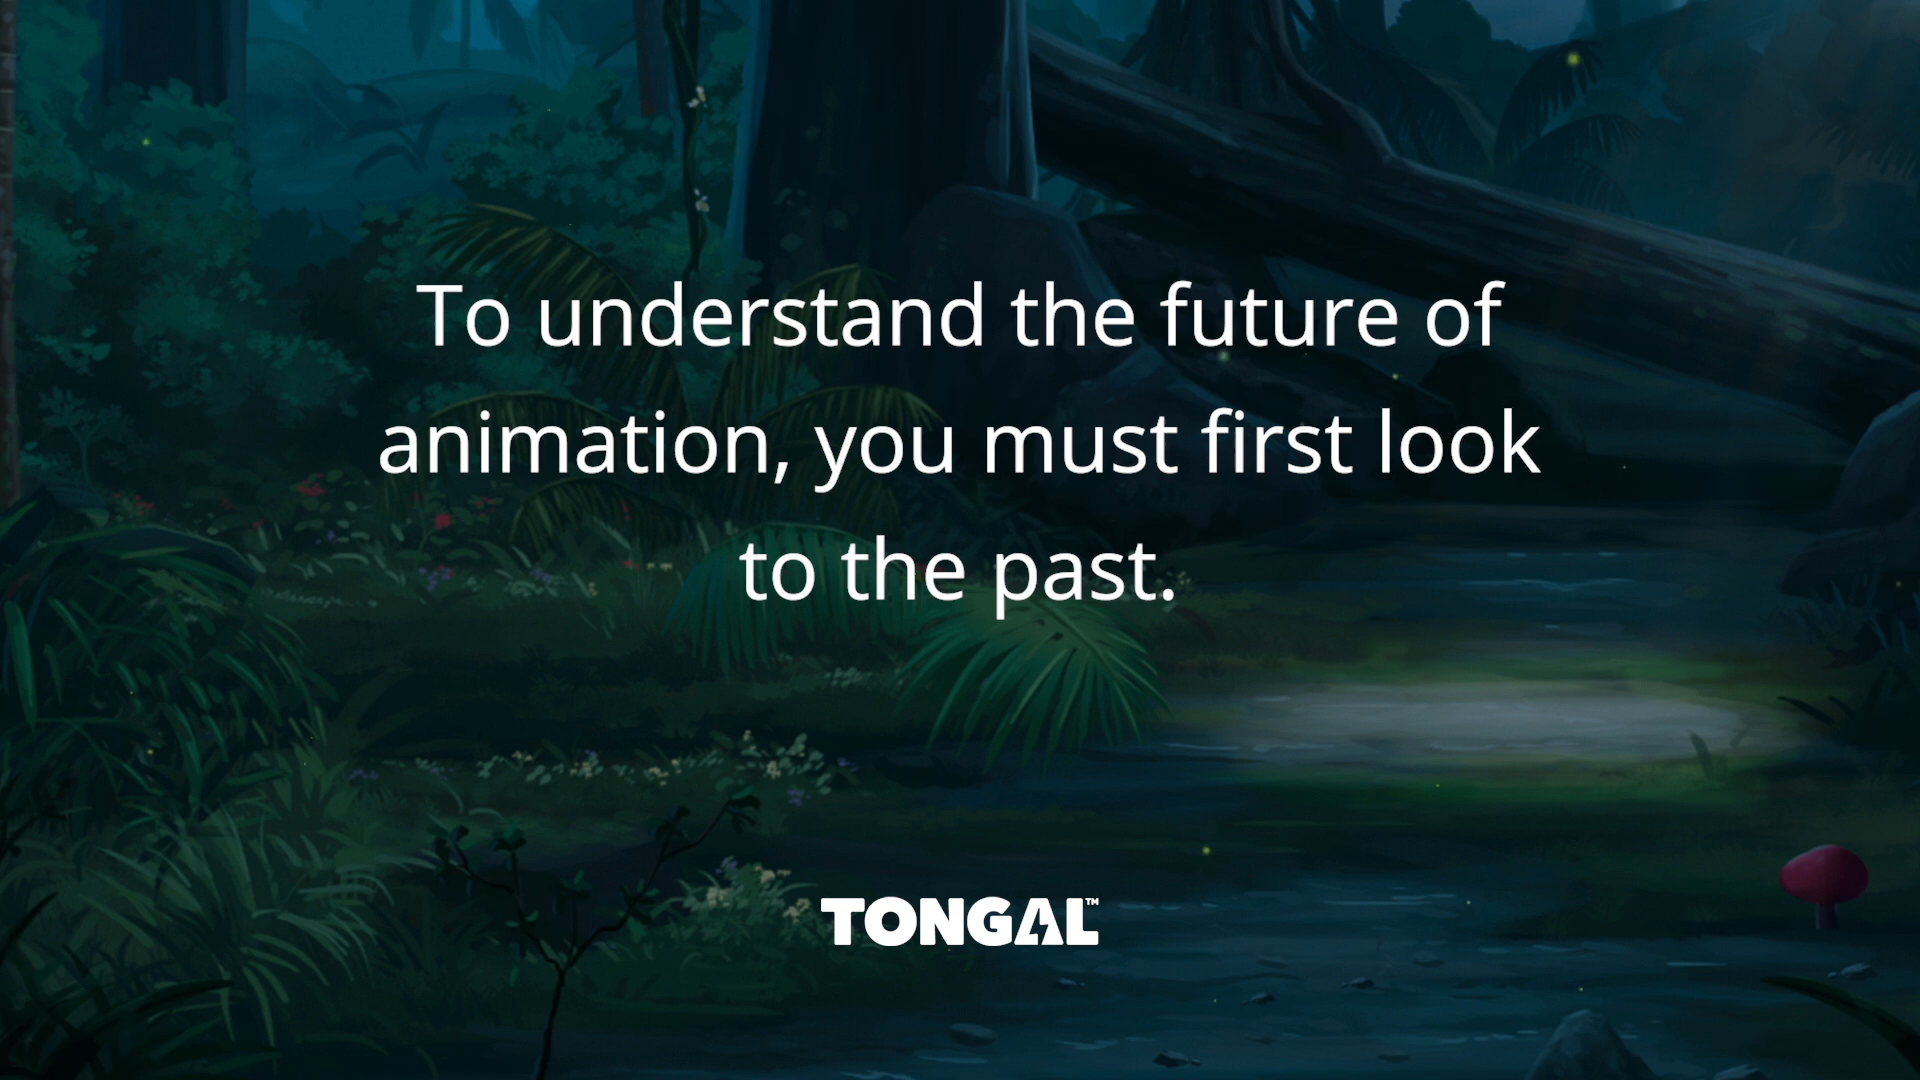 To understand the future of
animation, you must first look
to the past.
TONGAL™